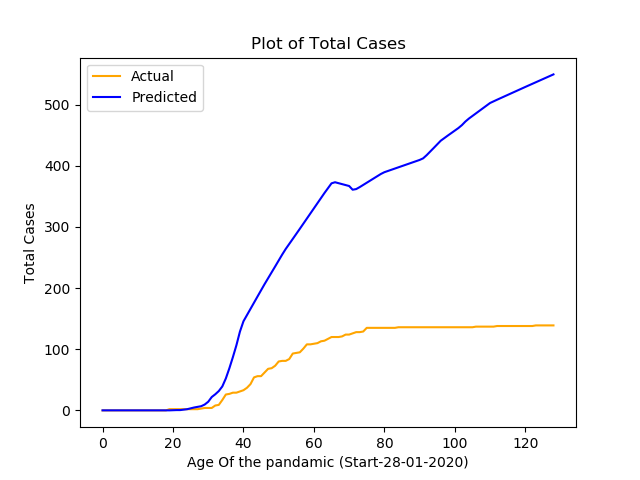 Plot of Total Cases
Actual
Predicted
Total Cases
500
400
300
200
100
0
0 20 40 60 80 100 120
Age Of the pandamic (Start-28-01-2020)